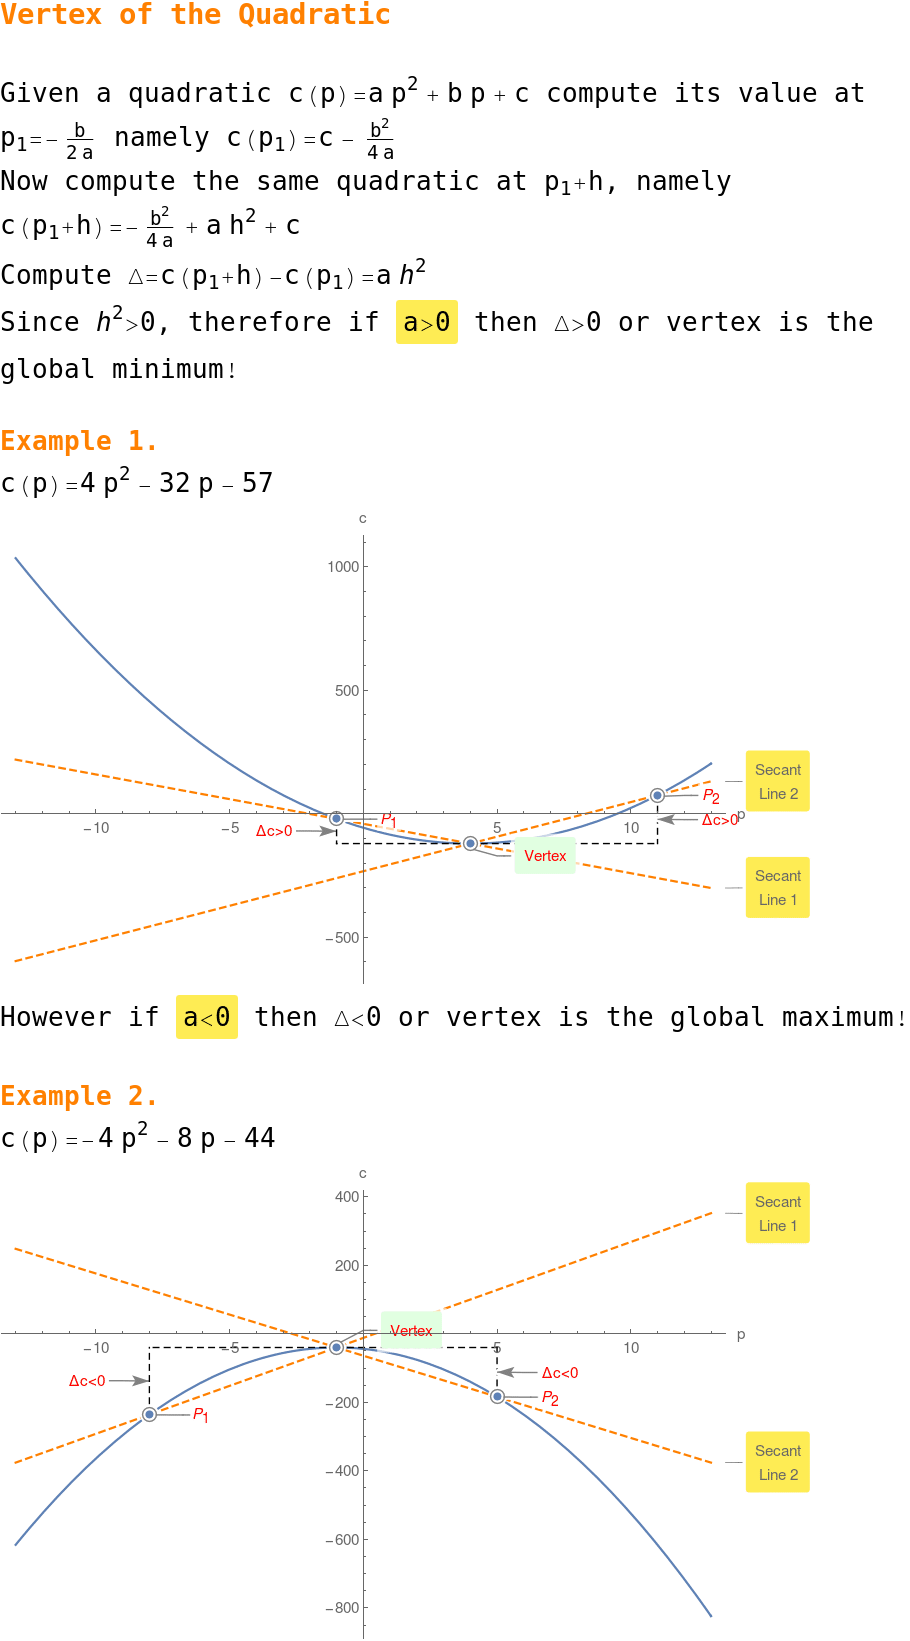 Vertex of the Quadratic
Given a quadratic c(p)=a p² + b p + c compute its value at
p₁=- b/(2 a) namely c(p₁)=c - b²/(4 a)
Now compute the same quadratic at p₁+h, namely
c(p₁+h)=- b²/(4 a) + a h² + c
Compute Δ=c(p₁+h)-c(p₁)=a h²
Since h²>0, therefore if a>0 then Δ>0 or vertex is the
global minimum!
Example 1.
c(p)=4 p² - 32 p - 57
c
1000
500
-10
-5
5
10
p
-500
Δc>0
P₁
P₂
Δc>0
Vertex
Secant
Line 2
Secant
Line 1
However if a<0 then Δ<0 or vertex is the global maximum!
Example 2.
c(p)=-4 p² - 8 p - 44
c
400
200
-10
-5
5
10
p
-200
-400
-600
-800
Vertex
Δc<0
P₁
Δc<0
P₂
Secant
Line 1
Secant
Line 2